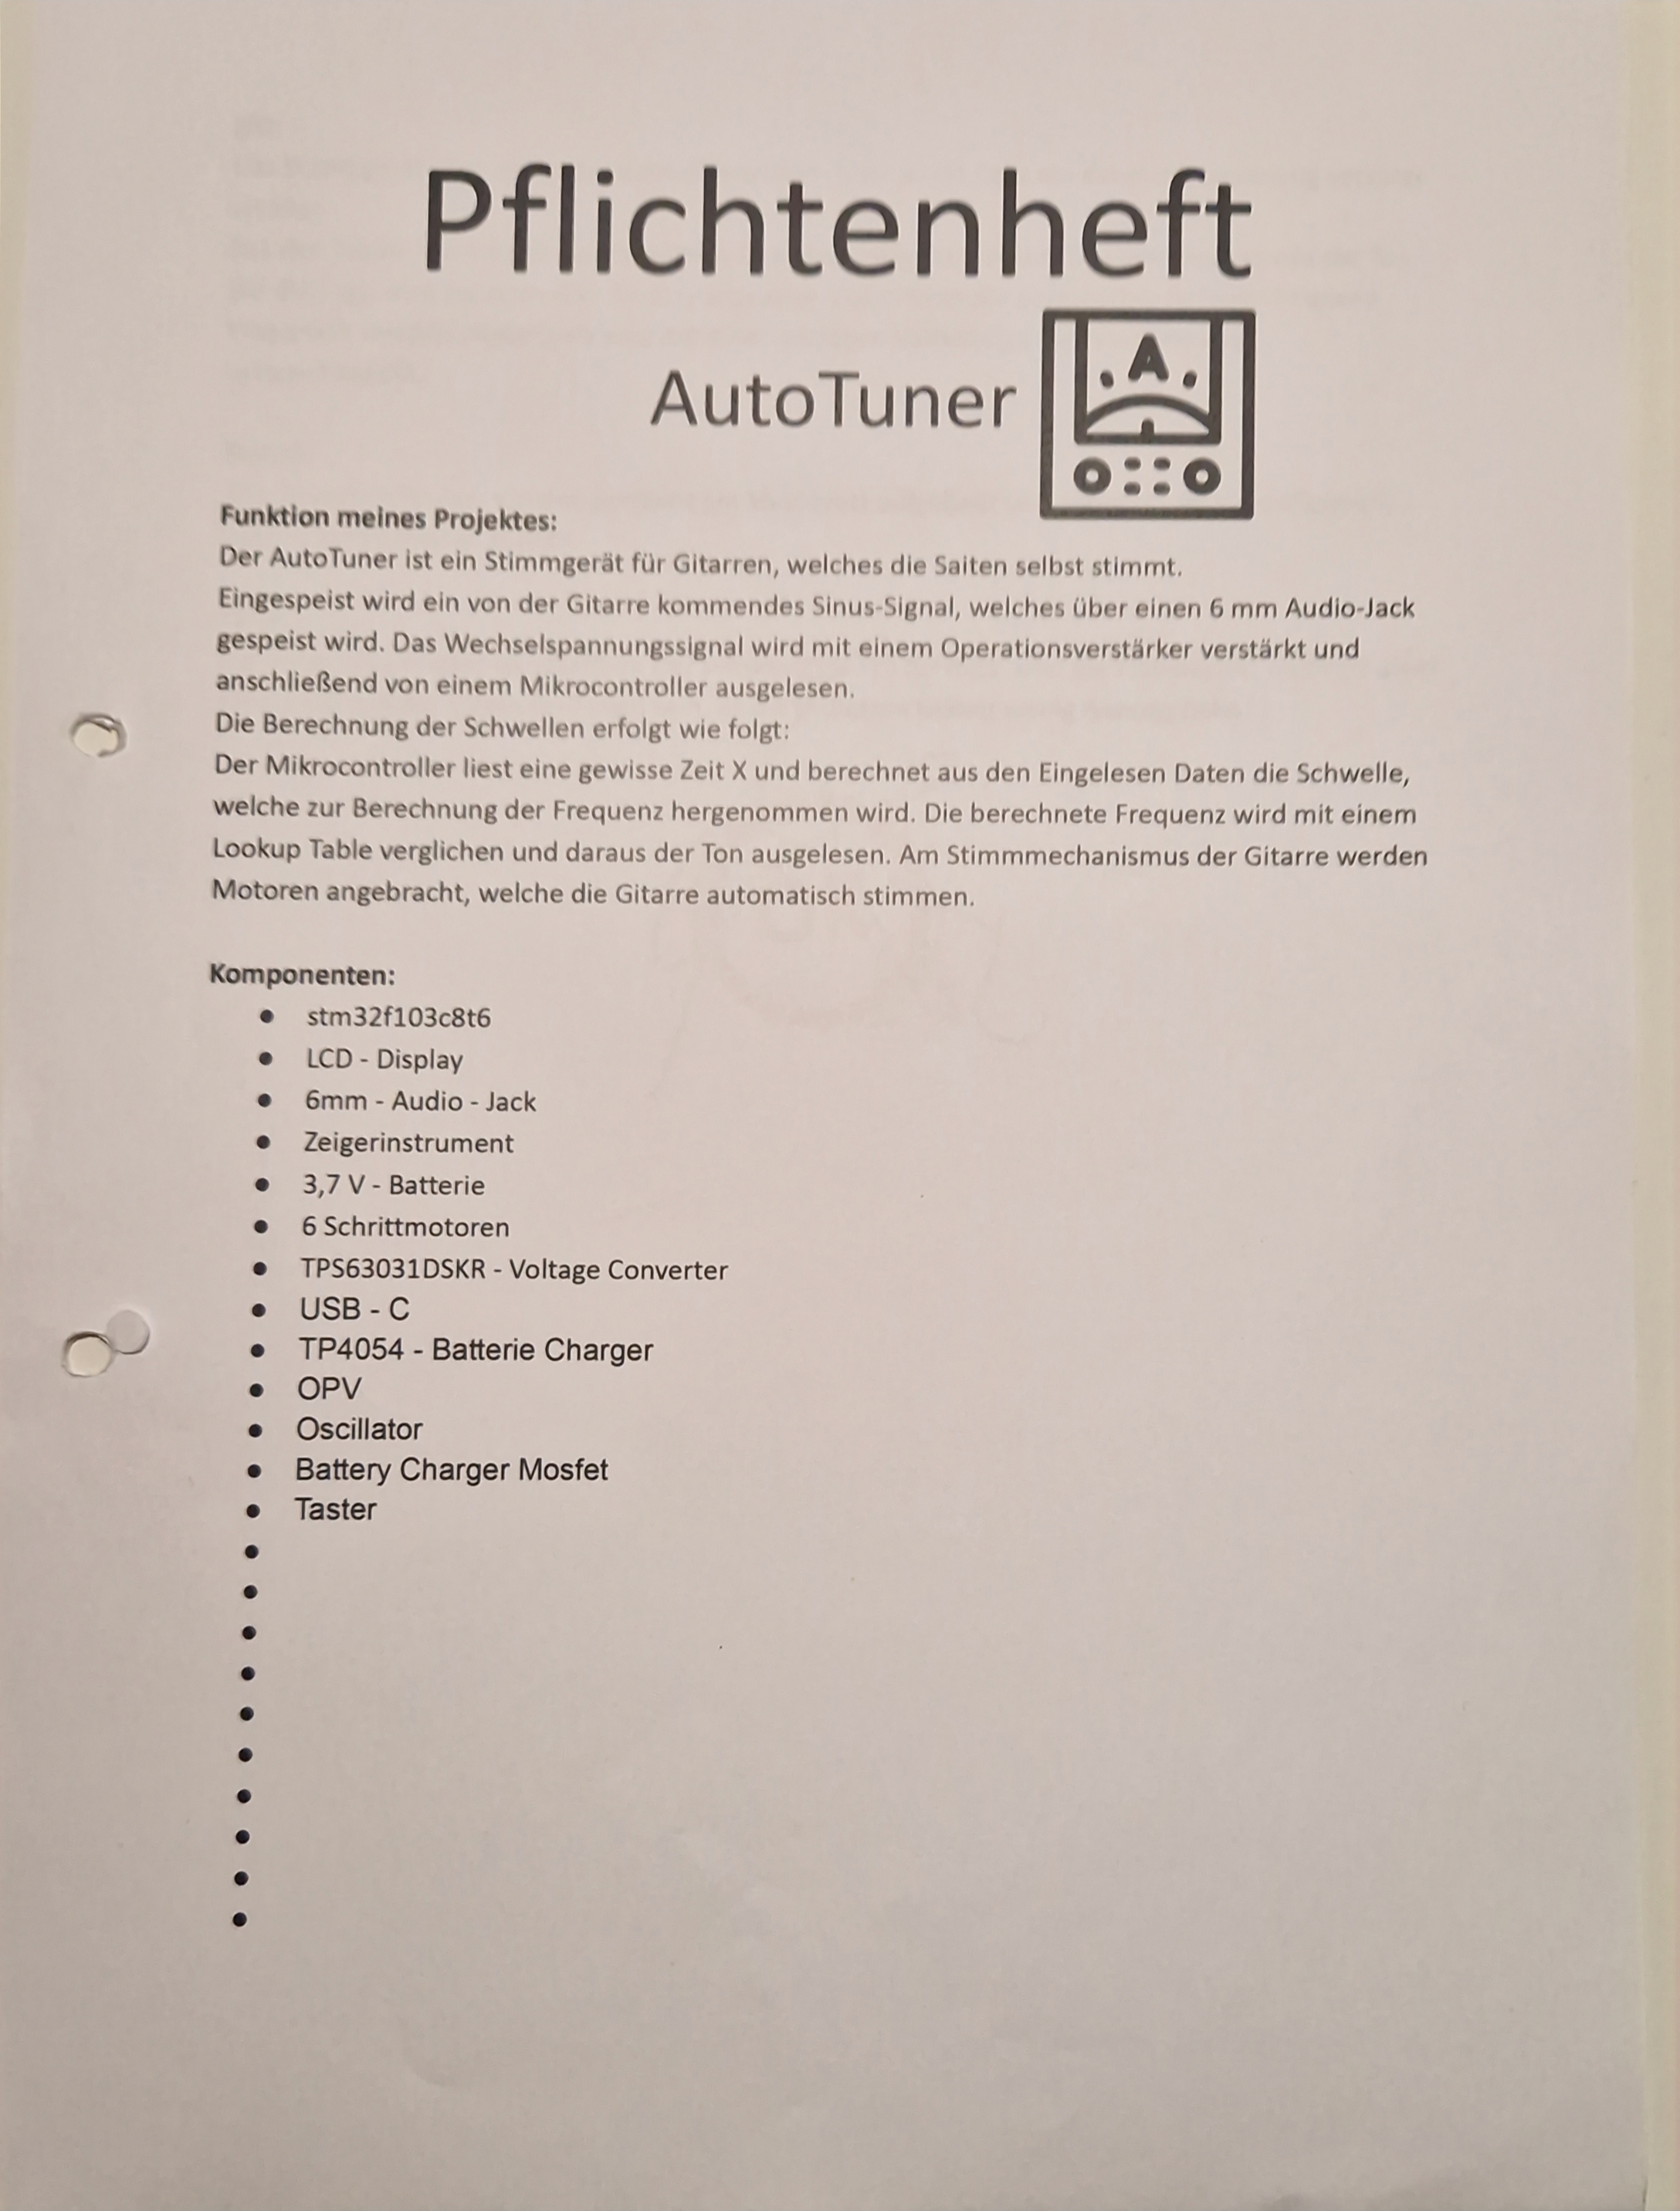 Pflichtenheft
AutoTuner
A
Funktion meines Projektes:
Der AutoTuner ist ein Stimmgerät für Gitarren, welches die Saiten selbst stimmt.
Eingespeist wird ein von der Gitarre kommendes Sinus-Signal, welches über einen 6 mm Audio-Jack
gespeist wird. Das Wechselspannungssignal wird mit einem Operationsverstärker verstärkt und
anschließend von einem Mikrocontroller ausgelesen.
Die Berechnung der Schwellen erfolgt wie folgt:
Der Mikrocontroller liest eine gewisse Zeit X und berechnet aus den Eingelesen Daten die Schwelle,
welche zur Berechnung der Frequenz hergenommen wird. Die berechnete Frequenz wird mit einem
Lookup Table verglichen und daraus der Ton ausgelesen. Am Stimmmechanismus der Gitarre werden
Motoren angebracht, welche die Gitarre automatisch stimmen.
Komponenten:
• stm32f103c8t6
• LCD - Display
• 6mm - Audio - Jack
• Zeigerinstrument
• 3,7 V - Batterie
• 6 Schrittmotoren
• TPS63031DSKR - Voltage Converter
• USB - C
• TP4054 - Batterie Charger
• OPV
• Oscillator
• Battery Charger Mosfet
• Taster